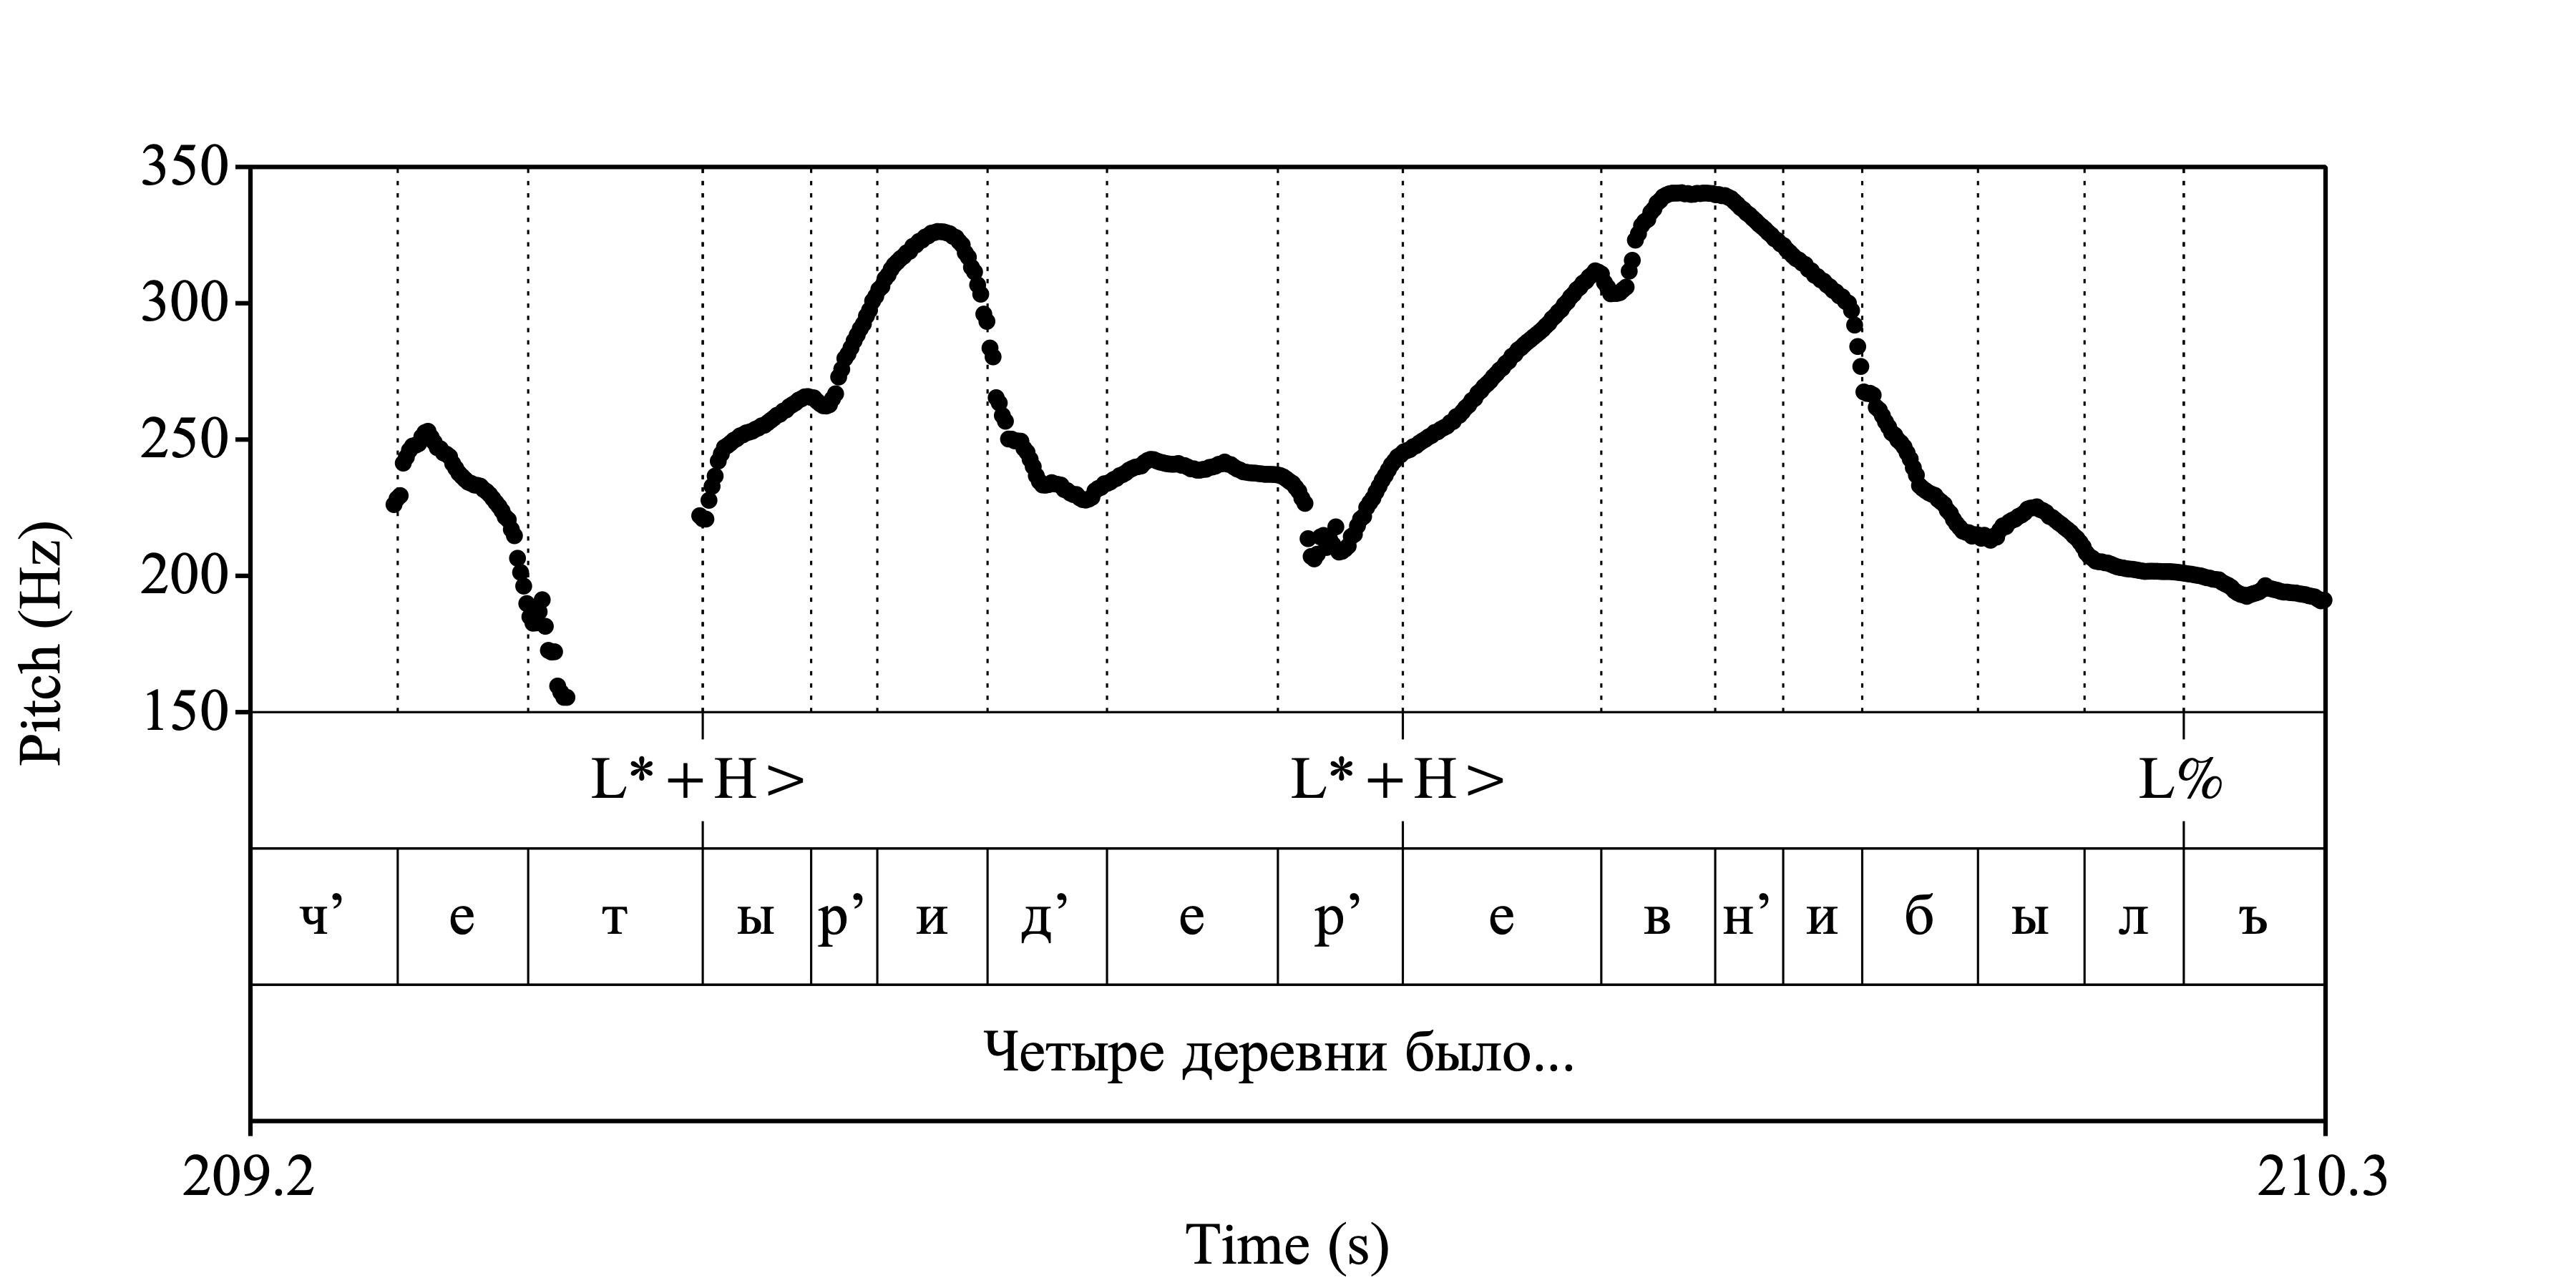 350
300
250
200
150
Pitch (Hz)
L*+H> L*+H> L%
ч’ е т ы р’ и д’ е р’ е в н’ и б ы л ъ
Четыре деревни было...
209.2 210.3
Time (s)